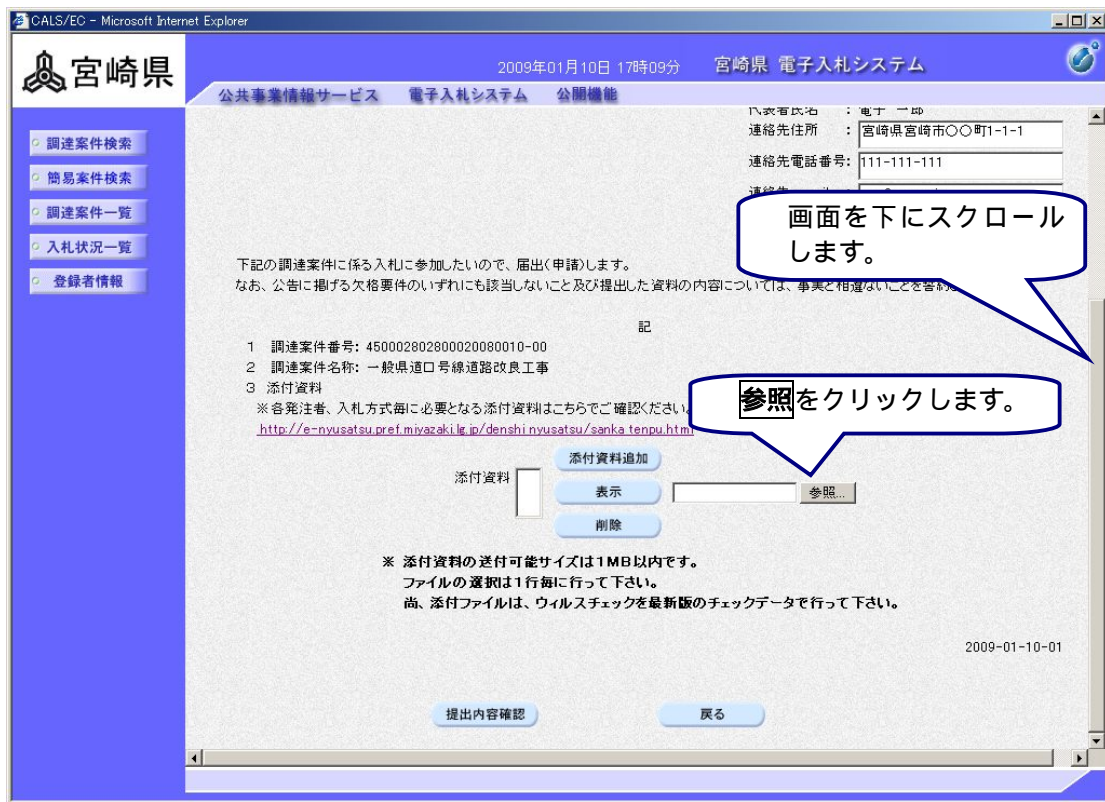 CALS/EC - Microsoft Internet Explorer
宮崎県
2009年01月10日 17時09分
宮崎県 電子入札システム
公共事業情報サービス 電子入札システム 公開機能
調達案件検索
簡易案件検索
調達案件一覧
入札状況一覧
登録者情報
代表者氏名 : 電子 一郎
連絡先住所 : 宮崎県宮崎市〇〇町1-1-1
連絡先電話番号: 111-111-111
画面を下にスクロール
します。
下記の調達案件に係る入札に参加したいので、届出(申請)します。
なお、公告に掲げる欠格要件のいずれにも該当しないこと及び提出した資料の内容については、事実と相違ないことを誓約
記
1 調達案件番号: 450002802800020080010-00
2 調達案件名称: 一般県道口号線道路改良工事
3 添付資料
※各発注者、入札方式毎に必要となる添付資料はこちらでご確認ください。
http://e-nyusatsu.pref.miyazaki.lg.jp/denshinyusatsu/sanka_tenpu.html
参照をクリックします。
添付資料追加
添付資料
表示
参照...
削除
※ 添付資料の送付可能サイズは1MB以内です。
ファイルの選択は1行毎に行って下さい。
尚、添付ファイルは、ウィルスチェックを最新版のチェックデータで行って下さい。
2009-01-10-01
提出内容確認
戻る